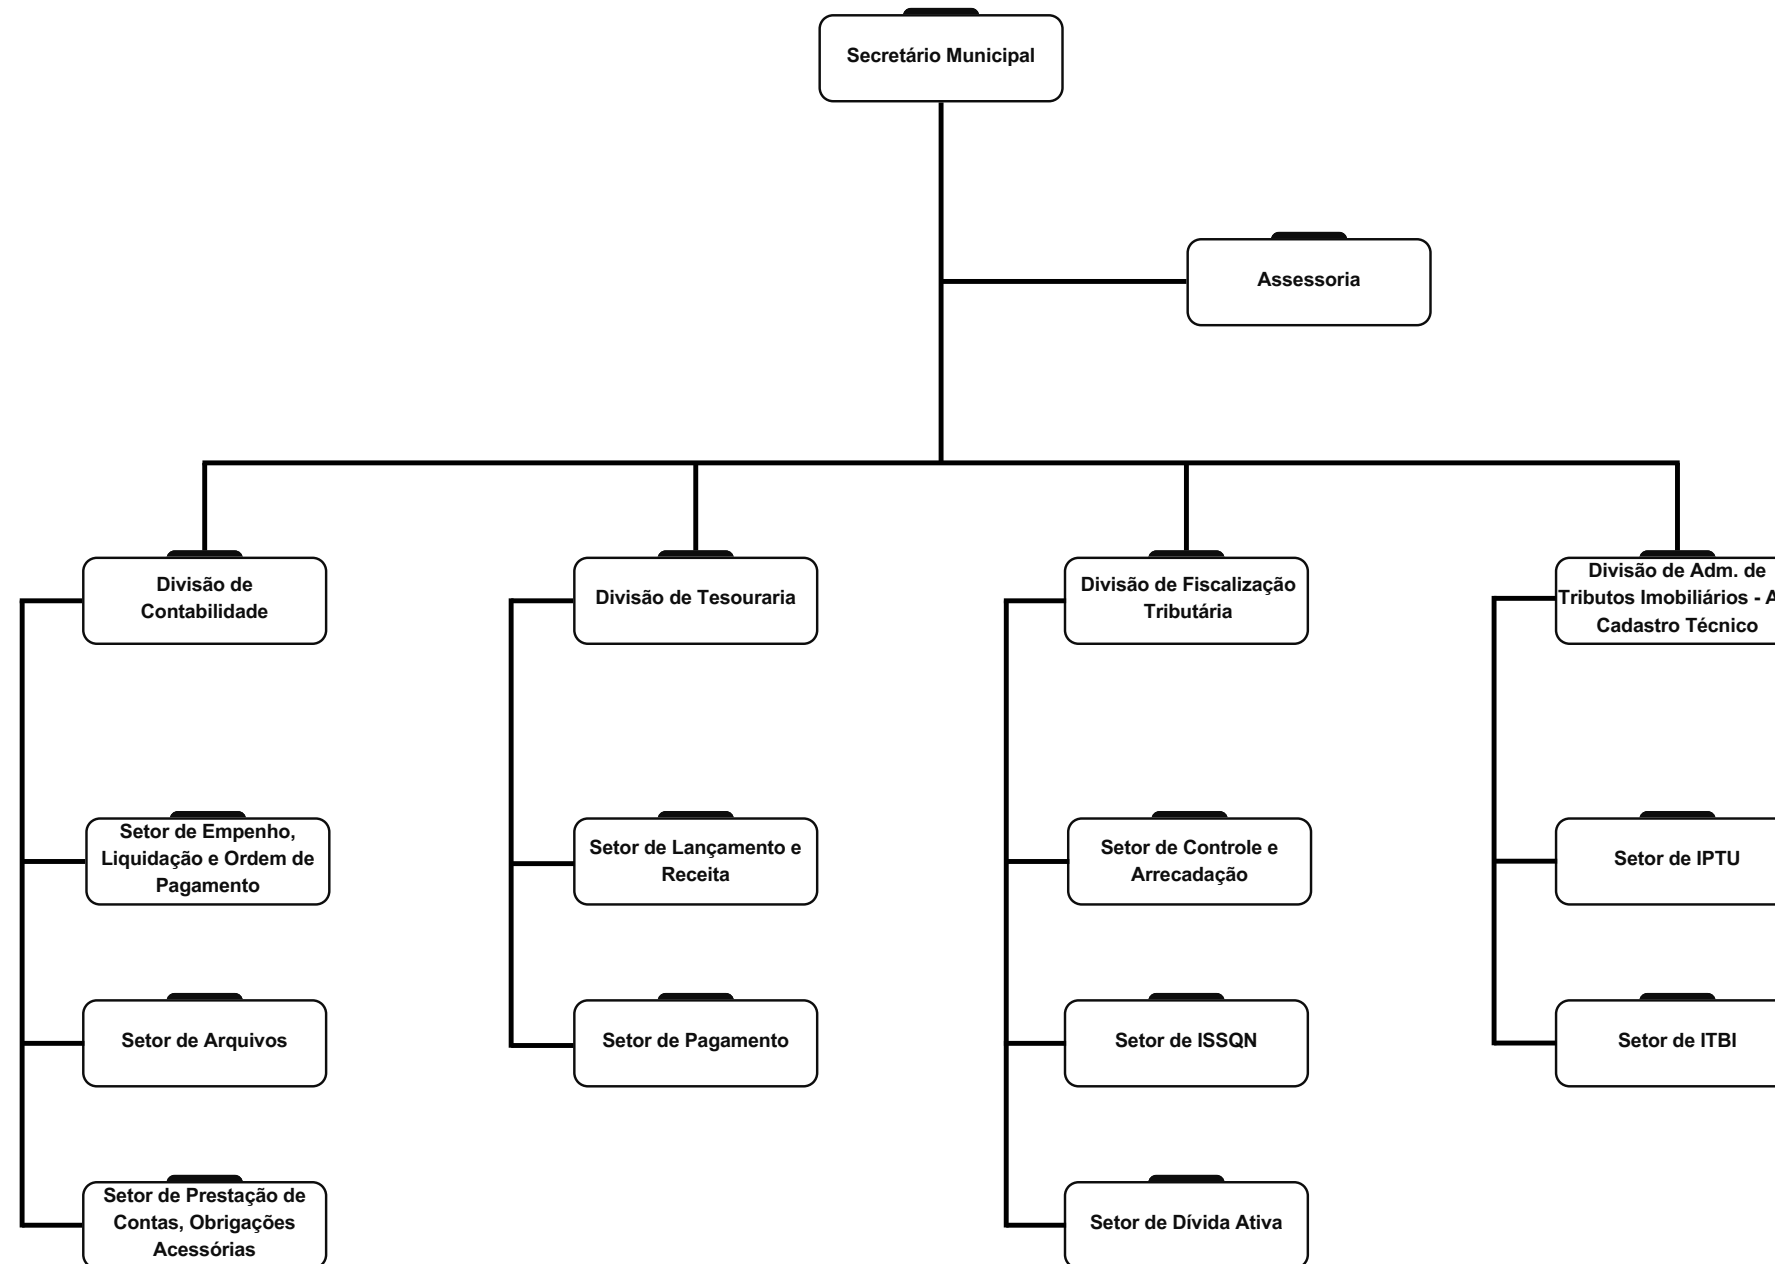 Secretário Municipal
Assessoria
Divisão de
Contabilidade
Divisão de Tesouraria
Divisão de Fiscalização
Tributária
Divisão de Adm. de
Tributos Imobiliários -
Cadastro Técnico
Setor de Empenho,
Liquidação e Ordem de
Pagamento
Setor de Lançamento e
Receita
Setor de Controle e
Arrecadação
Setor de IPTU
Setor de Arquivos
Setor de Pagamento
Setor de ISSQN
Setor de ITBI
Setor de Prestação de
Contas, Obrigações
Acessórias
Setor de Dívida Ativa